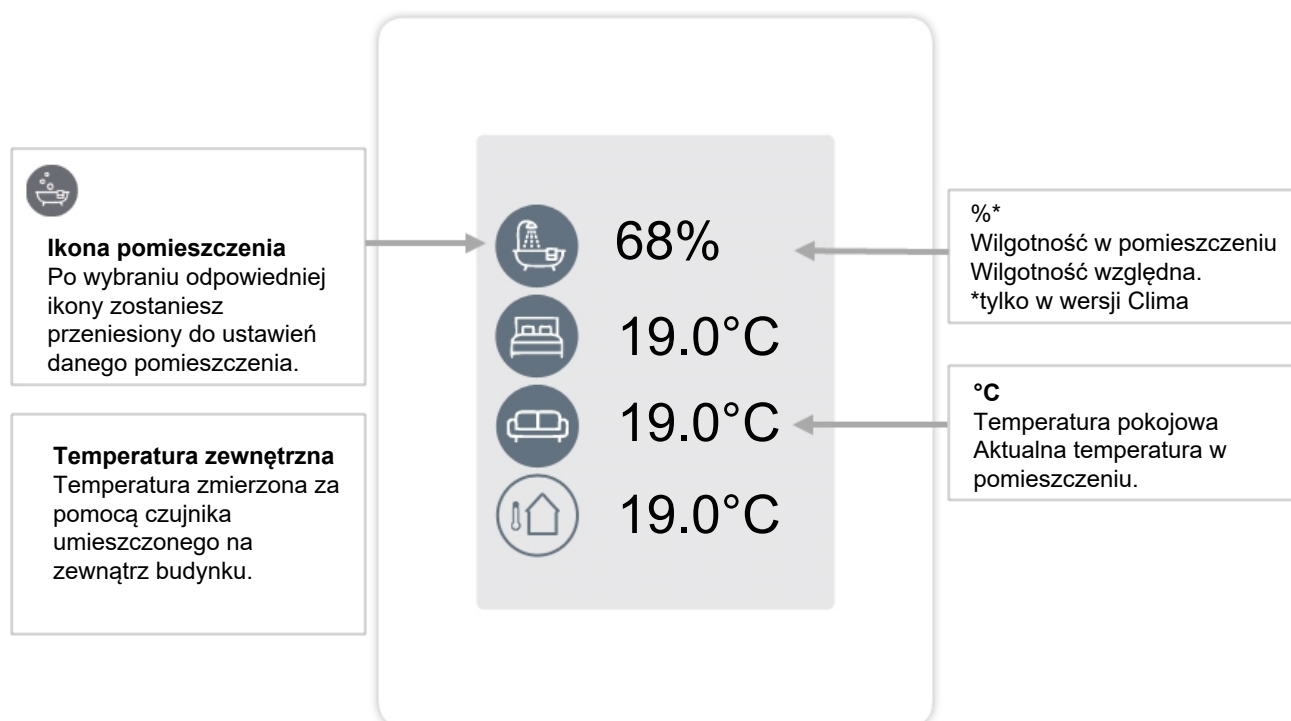 Ikona pomieszczenia
Po wybraniu odpowiedniej
ikony zostaniesz
przeniesiony do ustawień
danego pomieszczenia.
Temperatura zewnętrzna
Temperatura zmierzona za
pomocą czujnika
umieszczonego na
zewnątrz budynku.
68%
19.0°C
19.0°C
19.0°C
%*
Wilgotność w pomieszczeniu
Wilgotność względna.
*tylko w wersji Clima
°C
Temperatura pokojowa
Aktualna temperatura w
pomieszczeniu.